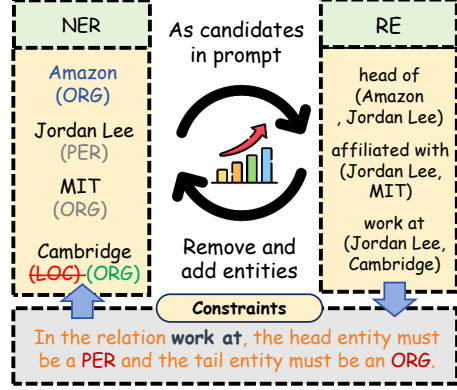 NER
Amazon
(ORG)
Jordan Lee
(PER)
MIT
(ORG)
Cambridge
(LOC) (ORG)
As candidates
in prompt
Remove and
add entities
RE
head of
(Amazon
, Jordan Lee)
affiliated with
(Jordan Lee,
MIT)
work at
(Jordan Lee,
Cambridge)
Constraints
In the relation work at, the head entity must
be a PER and the tail entity must be an ORG.